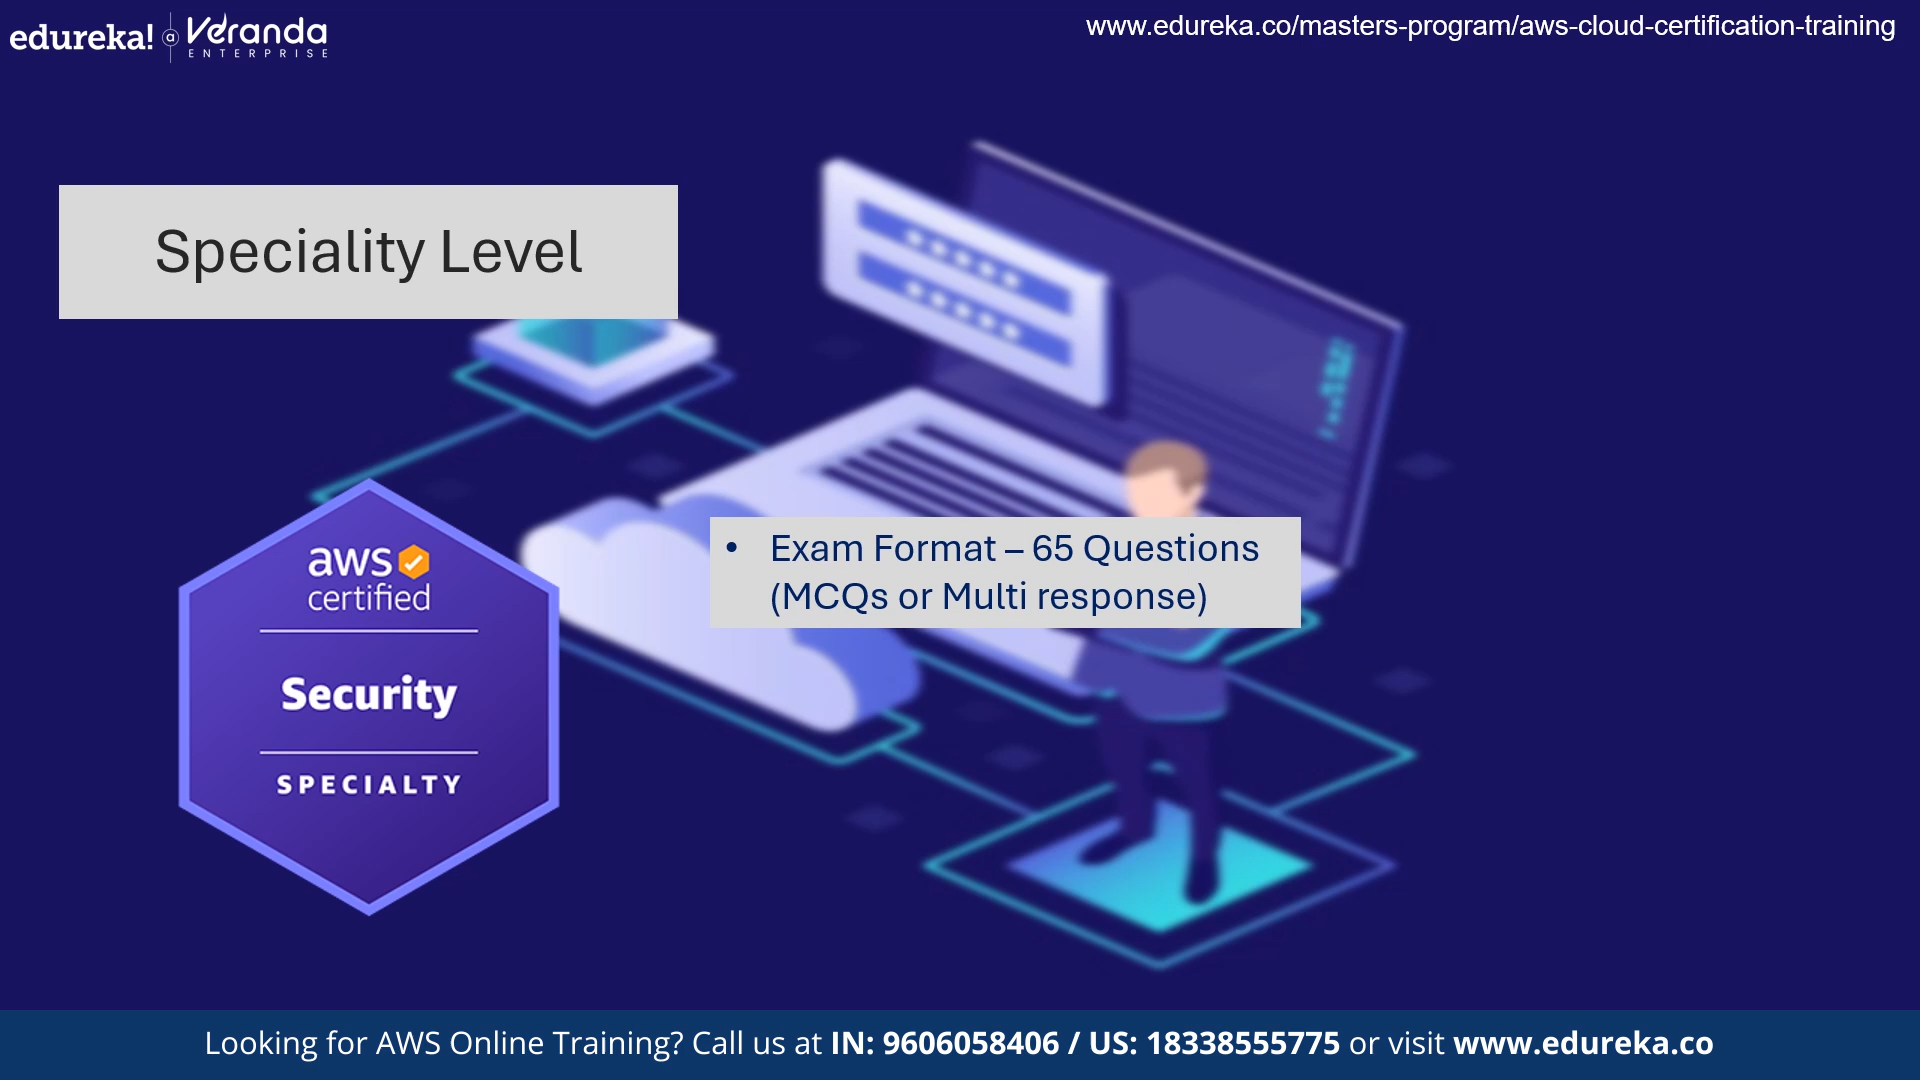 edureka! a Veranda
ENTERPRISE
www.edureka.co/masters-program/aws-cloud-certification-training
Speciality Level
aws
certified
Security
SPECIALTY
• Exam Format – 65 Questions
(MCQs or Multi response)
Looking for AWS Online Training? Call us at IN: 9606058406 / US: 18338555775 or visit www.edureka.co